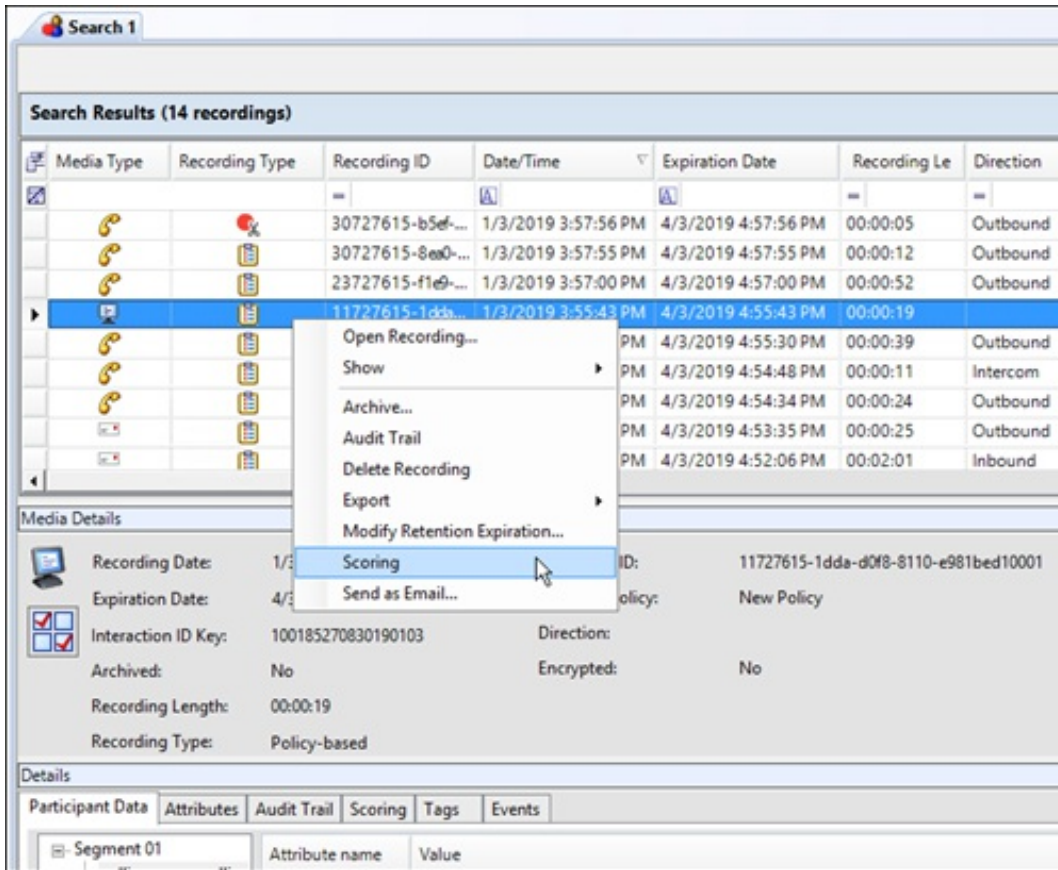 Search 1
Search Results (14 recordings)
Media Type Recording Type Recording ID Date/Time Expiration Date Recording Le Direction
= A A = =
30727615-b5ef-... 1/3/2019 3:57:56 PM 4/3/2019 4:57:56 PM 00:00:05 Outbound
30727615-8ea0-... 1/3/2019 3:57:55 PM 4/3/2019 4:57:55 PM 00:00:12 Outbound
23727615-f1e9-... 1/3/2019 3:57:00 PM 4/3/2019 4:57:00 PM 00:00:52 Outbound
11727615-1dda... 1/3/2019 3:55:43 PM 4/3/2019 4:55:43 PM 00:00:19
PM 4/3/2019 4:55:30 PM 00:00:39 Outbound
PM 4/3/2019 4:54:48 PM 00:00:11 Intercom
PM 4/3/2019 4:54:34 PM 00:00:24 Outbound
PM 4/3/2019 4:53:35 PM 00:00:25 Outbound
PM 4/3/2019 4:52:06 PM 00:02:01 Inbound
Open Recording...
Show
Archive...
Audit Trail
Delete Recording
Export
Modify Retention Expiration...
Scoring
Send as Email...
Media Details
Recording Date: 1/3 ID: 11727615-1dda-d0f8-8110-e981bed10001
Expiration Date: 4/3 olicy: New Policy
Interaction ID Key: 100185270830190103 Direction:
Archived: No Encrypted: No
Recording Length: 00:00:19
Recording Type: Policy-based
Details
Participant Data Attributes Audit Trail Scoring Tags Events
Segment 01 Attribute name Value